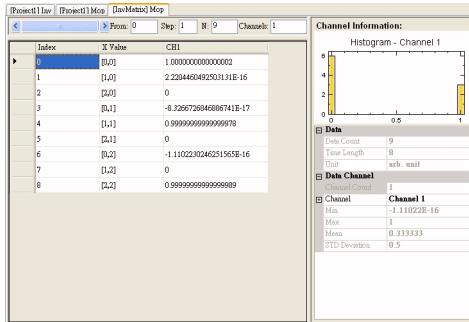 [Project1] Inv [Project1] Mop [InvMatrix] Mop
From: 0 Step: 1 N: 9 Channels: 1
Index X Value CH1
0 [0,0] 1.0000000000000002
1 [1,0] 2.2204460492503131E-16
2 [2,0] 0
3 [0,1] -8.3266726846886741E-17
4 [1,1] 0.99999999999999978
5 [2,1] 0
6 [0,2] -1.1102230246251565E-16
7 [1,2] 0
8 [2,2] 0.99999999999999989
Channel Information:
Histogram - Channel 1
6
4
2
0
0 0.5 1
Data
Data Count 9
Time Length 8
Unit arb. unit
Data Channel
Channel Count 1
Channel Channel 1
Min -1.11022E-16
Max 1
Mean 0.333333
STD Deviation 0.5